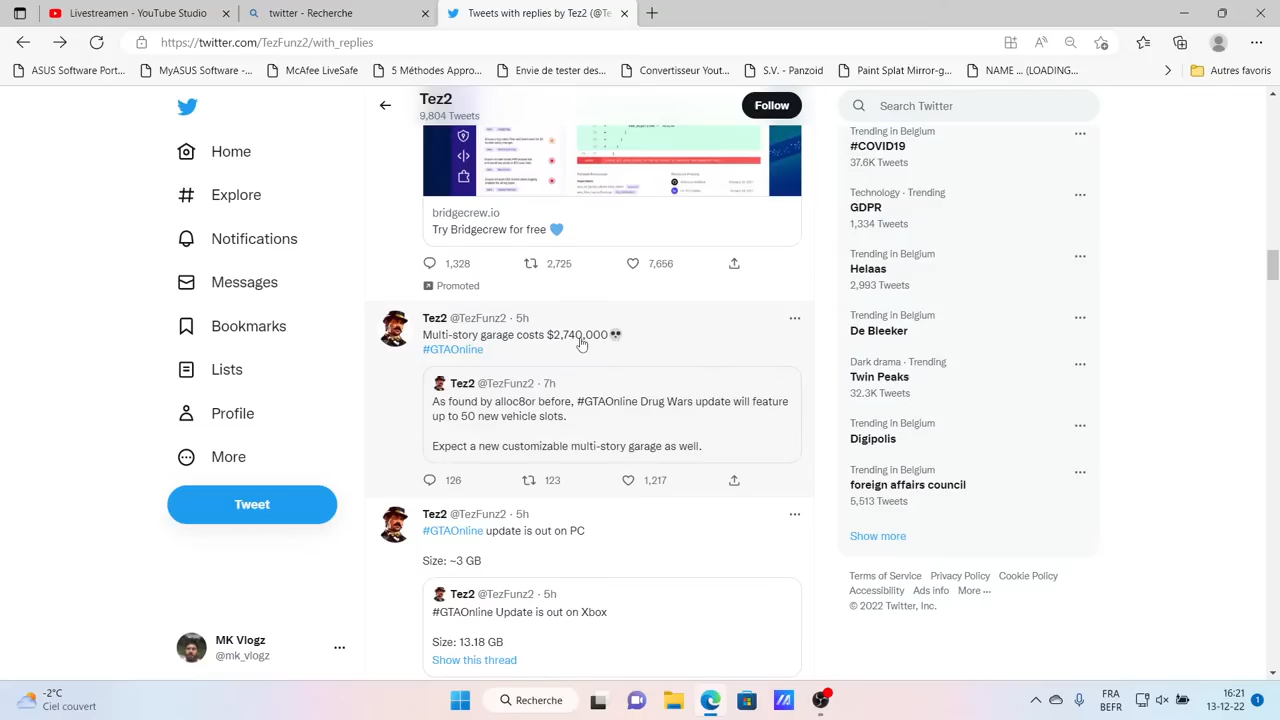 Livestreaming - YouTube Studio
twitter - Recherche
Tweets with replies by Tez2 (@Te
https://twitter.com/TezFunz2/with_replies
ASUS Software Port...
MyASUS Software -...
McAfee LiveSafe
5 Méthodes Appro...
Envie de tester des...
Convertisseur Yout...
S.V. - Panzoid
Paint Splat Mirror-g...
NAME ... (LOADING...
Autres favoris
Home
Explore
Notifications
Messages
Bookmarks
Lists
Profile
More
Tweet
MK Vlogz
@mk_vlogz
Tez2
9,804 Tweets
Follow
bridgecrew.io
Try Bridgecrew for free 💙
1,328 2,725 7,656
Promoted
Tez2 @TezFunz2 · 5h
Multi-story garage costs $2,740,000💀
#GTAOnline
Tez2 @TezFunz2 · 7h
As found by alloc8or before, #GTAOnline Drug Wars update will feature
up to 50 new vehicle slots.
Expect a new customizable multi-story garage as well.
126 123 1,217
Tez2 @TezFunz2 · 5h
#GTAOnline update is out on PC
Size: ~3 GB
Tez2 @TezFunz2 · 5h
#GTAOnline Update is out on Xbox
Size: 13.18 GB
Show this thread
Search Twitter
Trending in Belgium
#COVID19
37.6K Tweets
Technology · Trending
GDPR
1,334 Tweets
Trending in Belgium
Helaas
2,993 Tweets
Trending in Belgium
De Bleeker
Dark drama · Trending
Twin Peaks
32.3K Tweets
Trending in Belgium
Digipolis
Trending in Belgium
foreign affairs council
5,513 Tweets
Show more
Terms of Service Privacy Policy Cookie Policy
Accessibility Ads info More ···
© 2022 Twitter, Inc.
-2°C
Ciel couvert
Recherche
FRA
BEFR
16:21
13-12-22